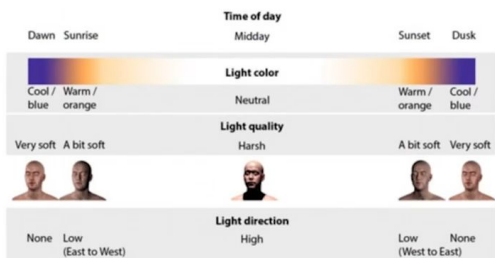 Time of day
Dawn Sunrise Midday Sunset Dusk
Light color
Cool / Warm / Neutral Warm / Cool /
blue orange orange blue
Light quality
Very soft A bit soft Harsh A bit soft Very soft
Light direction
None Low High Low None
(East to West) (West to East)